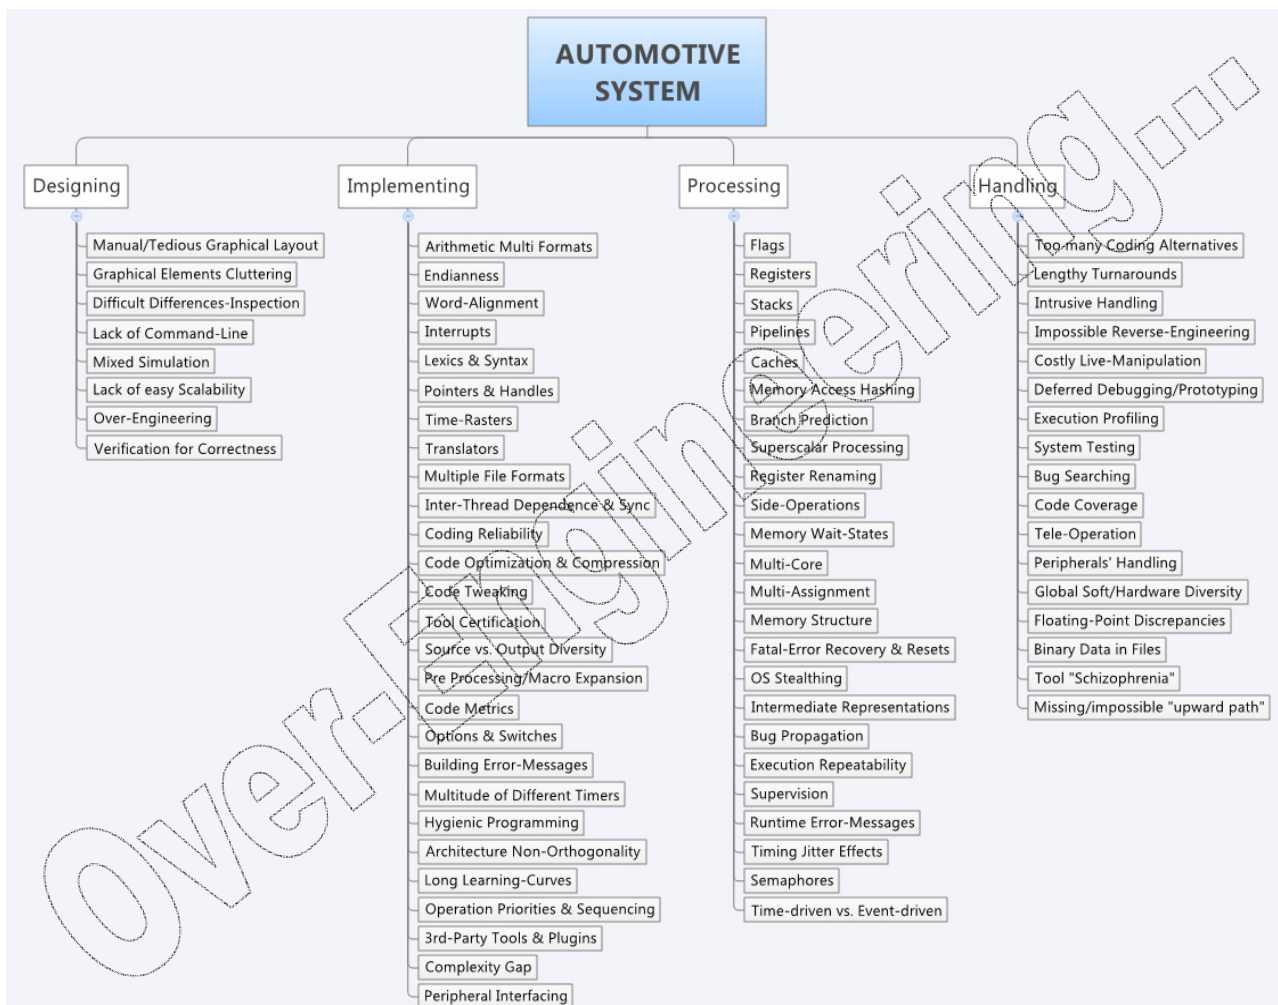 AUTOMOTIVE
SYSTEM
Designing
Manual/Tedious Graphical Layout
Graphical Elements Cluttering
Difficult Differences-Inspection
Lack of Command-Line
Mixed Simulation
Lack of easy Scalability
Over-Engineering
Verification for Correctness
Implementing
Arithmetic Multi Formats
Endianness
Word-Alignment
Interrupts
Lexics & Syntax
Pointers & Handles
Time-Rasters
Translators
Multiple File Formats
Inter-Thread Dependence & Sync
Coding Reliability
Code Optimization & Compression
Code Tweaking
Tool Certification
Source vs. Output Diversity
Pre Processing/Macro Expansion
Code Metrics
Options & Switches
Building Error-Messages
Multitude of Different Timers
Hygienic Programming
Architecture Non-Orthogonality
Long Learning-Curves
Operation Priorities & Sequencing
3rd-Party Tools & Plugins
Complexity Gap
Peripheral Interfacing
Processing
Flags
Registers
Stacks
Pipelines
Caches
Memory Access Hashing
Branch Prediction
Superscalar Processing
Register Renaming
Side-Operations
Memory Wait-States
Multi-Core
Multi-Assignment
Memory Structure
Fatal-Error Recovery & Resets
OS Stealthing
Intermediate Representations
Bug Propagation
Execution Repeatability
Supervision
Runtime Error-Messages
Timing Jitter Effects
Semaphores
Time-driven vs. Event-driven
Handling
Too many Coding Alternatives
Lengthy Turnarounds
Intrusive Handling
Impossible Reverse-Engineering
Costly Live-Manipulation
Deferred Debugging/Prototyping
Execution Profiling
System Testing
Bug Searching
Code Coverage
Tele-Operation
Peripherals' Handling
Global Soft/Hardware Diversity
Floating-Point Discrepancies
Binary Data in Files
Tool "Schizophrenia"
Missing/impossible "upward path"
Over-Engineering...